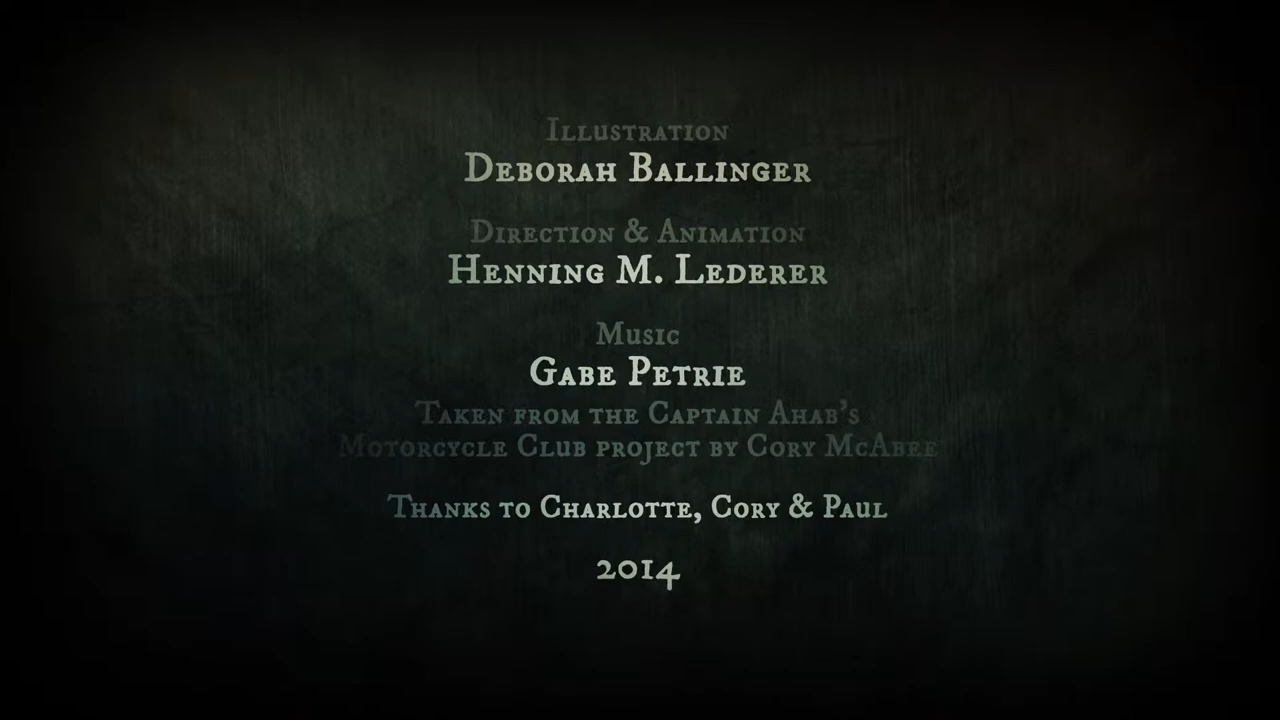 Illustration
Deborah Ballinger
Direction & Animation
Henning M. Lederer
Music
Gabe Petrie
Taken from the Captain Ahab's
Motorcycle Club project by Cory McAbee
Thanks to Charlotte, Cory & Paul
2014